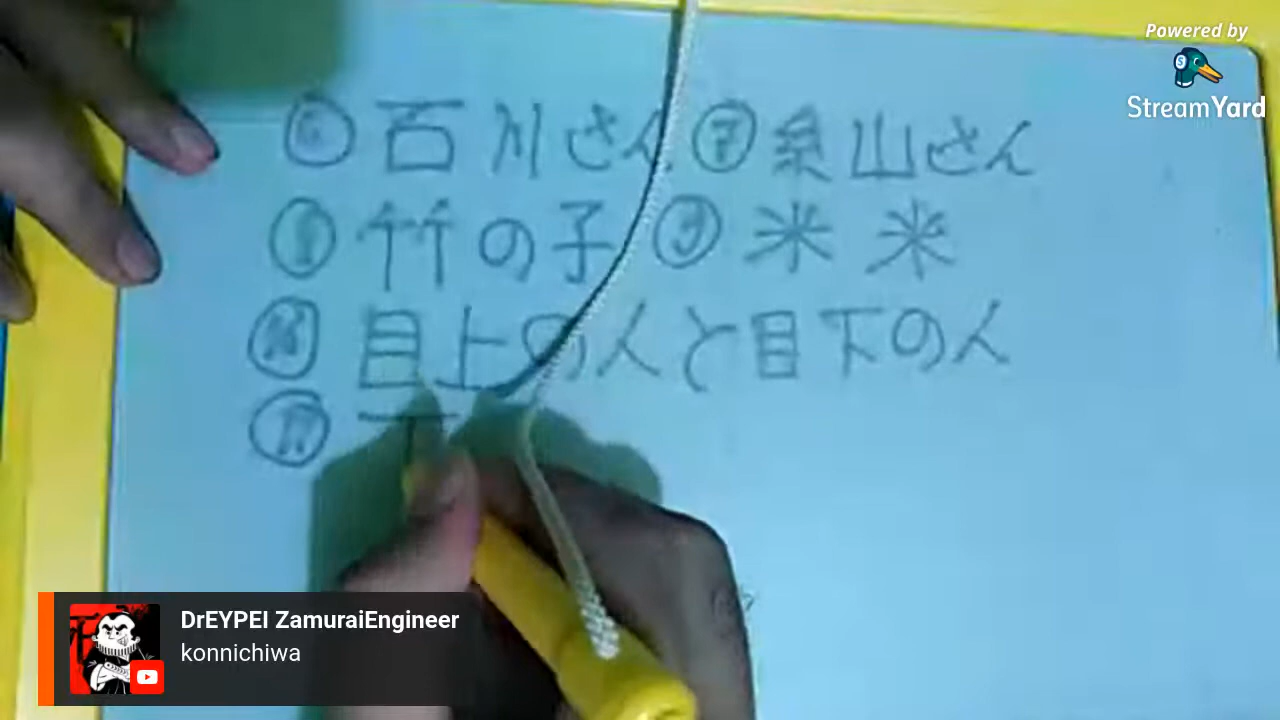 Powered by
StreamYard
⑥ 石川さん ⑦ 糸山さん
⑧ 竹の子 ⑨ 米 米
⑩ 目上の人と目下の人
⑪
DrEYPEI ZamuraiEngineer
konnichiwa